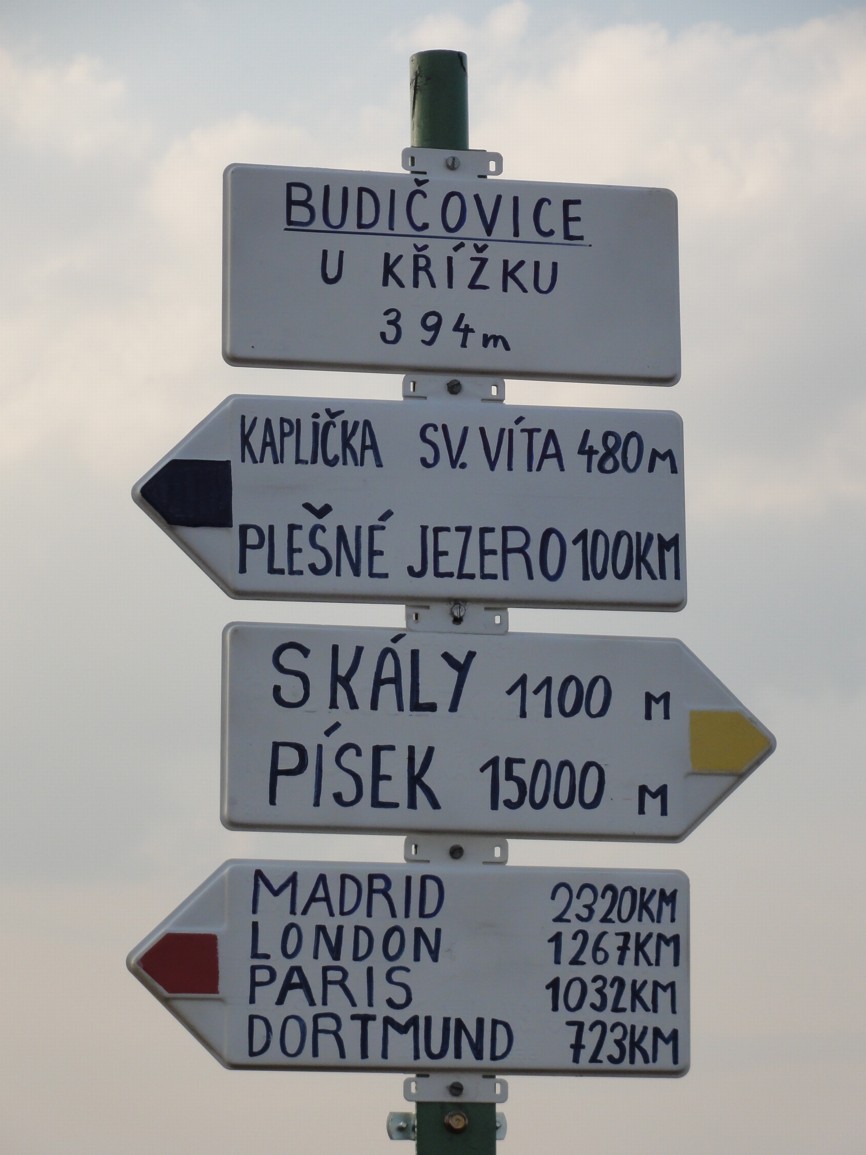 BUDIČOVICE
U KŘÍŽKU
394m
KAPLIČKA SV. VÍTA 480M
PLEŠNÉ JEZERO 100KM
SKÁLY 1100 M
PÍSEK 15000 M
MADRID 2320KM
LONDON 1267KM
PARIS 1032KM
DORTMUND 723KM